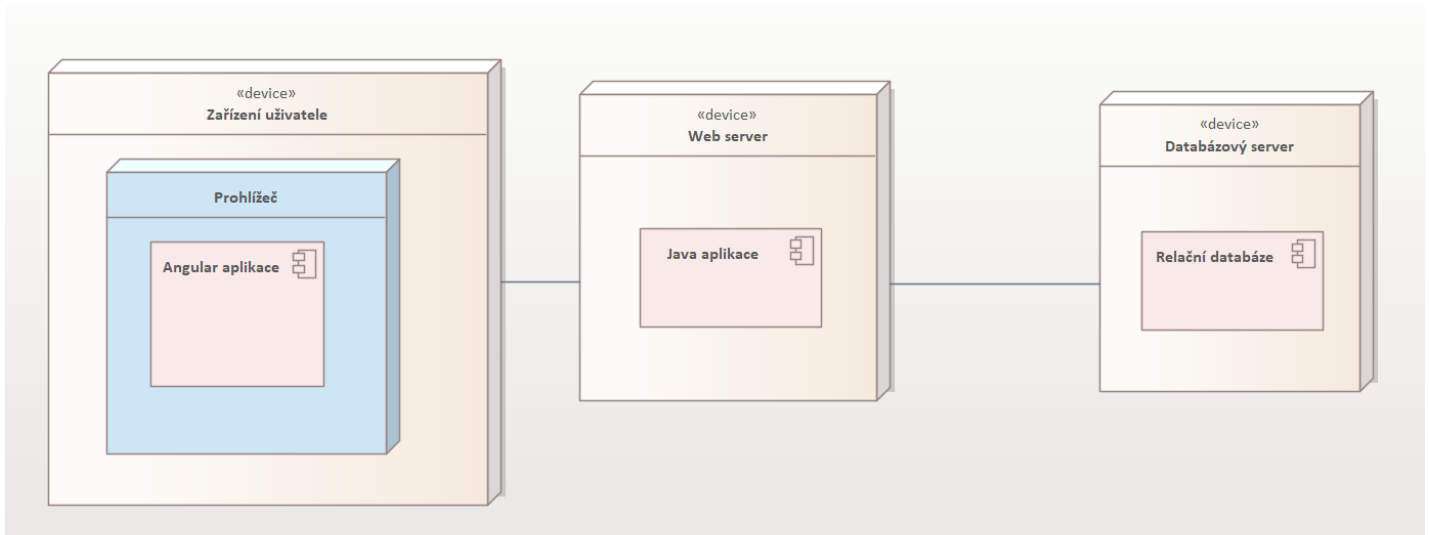 «device»
Zařízení uživatele
Prohlížeč
Angular aplikace
«device»
Web server
Java aplikace
«device»
Databázový server
Relační databáze